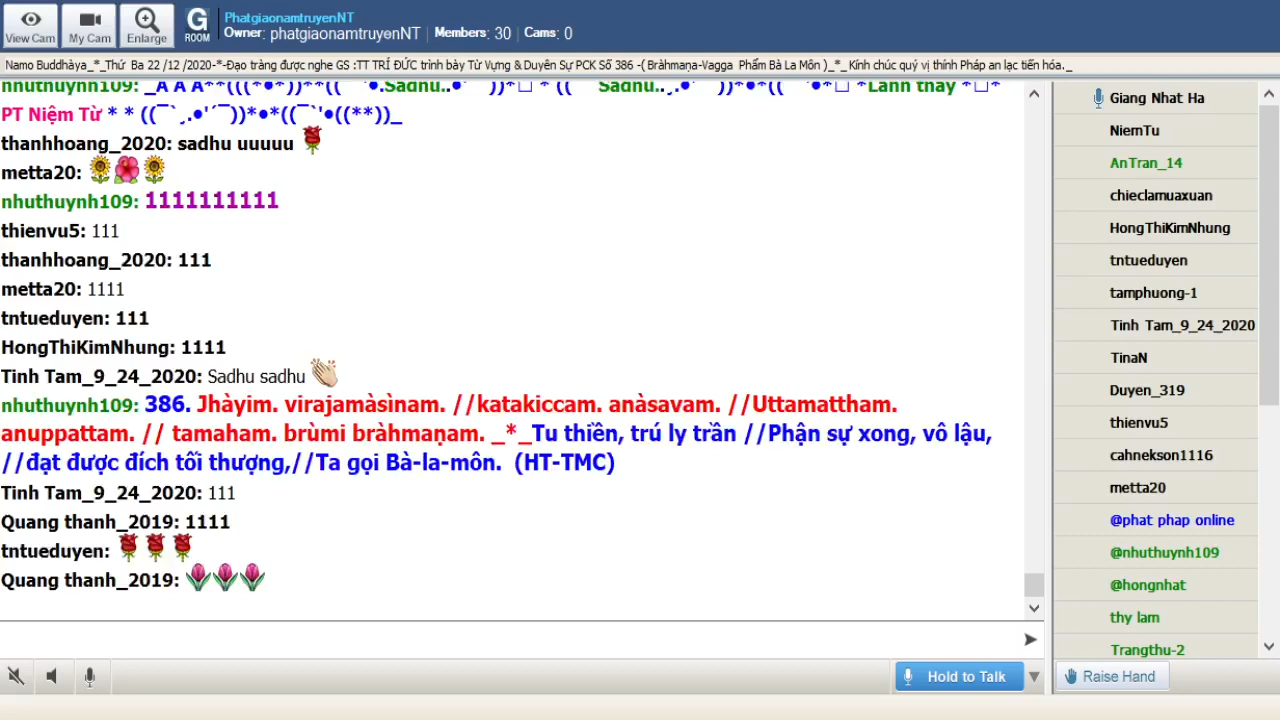 View Cam
My Cam
Enlarge
G
ROOM
PhatgiaonamtruyenNT
Owner: phatgiaonamtruyenNT | Members: 30 | Cams: 0
Namo Buddhàya_*_Thứ Ba 22 /12 /2020-*-Đạo tràng được nghe GS :TT TRÍ ĐỨC trình bày Từ Vựng & Duyên Sự PCK Số 386 -( Bràhmaṇa-Vagga Phẩm Bà La Môn )_*_ Kính chúc quý vị thính Pháp an lạc tiến hóa._
nhuthuynh109:
PT Niệm Từ * * ((¯`¸.●'´¯))*●*((¯`'●((**))_
thanhhoang_2020: sadhu uuuuu
metta20:
nhuthuynh109: 1111111111
thienvu5: 111
thanhhoang_2020: 111
metta20: 1111
tntueduyen: 111
HongThiKimNhung: 1111
Tinh Tam_9_24_2020: Sadhu sadhu
nhuthuynh109: 386. Jhàyim. virajamàsìnam. //katakiccam. anàsavam. //Uttamattham.
anuppattam. // tamaham. brùmi bràhmaṇam. _*_Tu thiền, trú ly trần //Phận sự xong, vô lậu,
//đạt được đích tối thượng,//Ta gọi Bà-la-môn. (HT-TMC)
Tinh Tam_9_24_2020: 111
Quang thanh_2019: 1111
tntueduyen:
Quang thanh_2019:
Hold to Talk
Giang Nhat Ha
NiemTu
AnTran_14
chieclamuaxuan
HongThiKimNhung
tntueduyen
tamphuong-1
Tinh Tam_9_24_2020
TinaN
Duyen_319
thienvu5
cahnekson1116
metta20
@phat phap online
@nhuthuynh109
@hongnhat
thy lam
Trangthu-2
Raise Hand